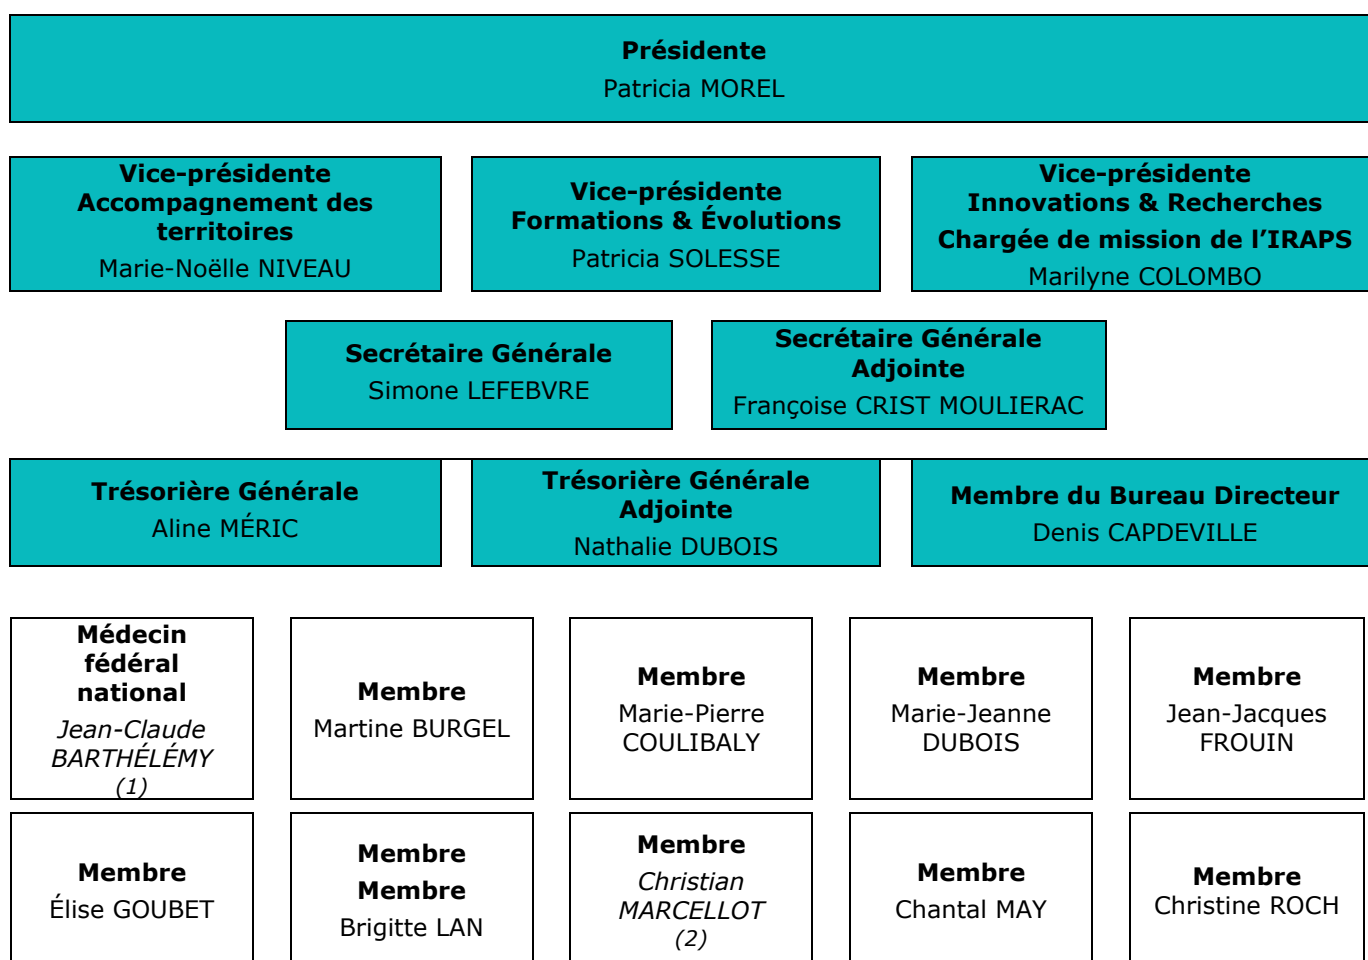 Présidente
Patricia MOREL
Vice-présidente
Accompagnement des
territoires
Marie-Noëlle NIVEAU
Vice-présidente
Formations & Évolutions
Patricia SOLESSE
Vice-présidente
Innovations & Recherches
Chargée de mission de l’IRAPS
Marilyne COLOMBO
Secrétaire Générale
Simone LEFEBVRE
Secrétaire Générale
Adjointe
Françoise CRIST MOULIERAC
Trésorière Générale
Aline MÉRIC
Trésorière Générale
Adjointe
Nathalie DUBOIS
Membre du Bureau Directeur
Denis CAPDEVILLE
Médecin
fédéral
national
Jean-Claude
BARTHÉLÉMY
(1)
Membre
Martine BURGEL
Membre
Marie-Pierre
COULIBALY
Membre
Marie-Jeanne
DUBOIS
Membre
Jean-Jacques
FROUIN
Membre
Élise GOUBET
Membre
Membre
Brigitte LAN
Membre
Christian
MARCELLOT
(2)
Membre
Chantal MAY
Membre
Christine ROCH